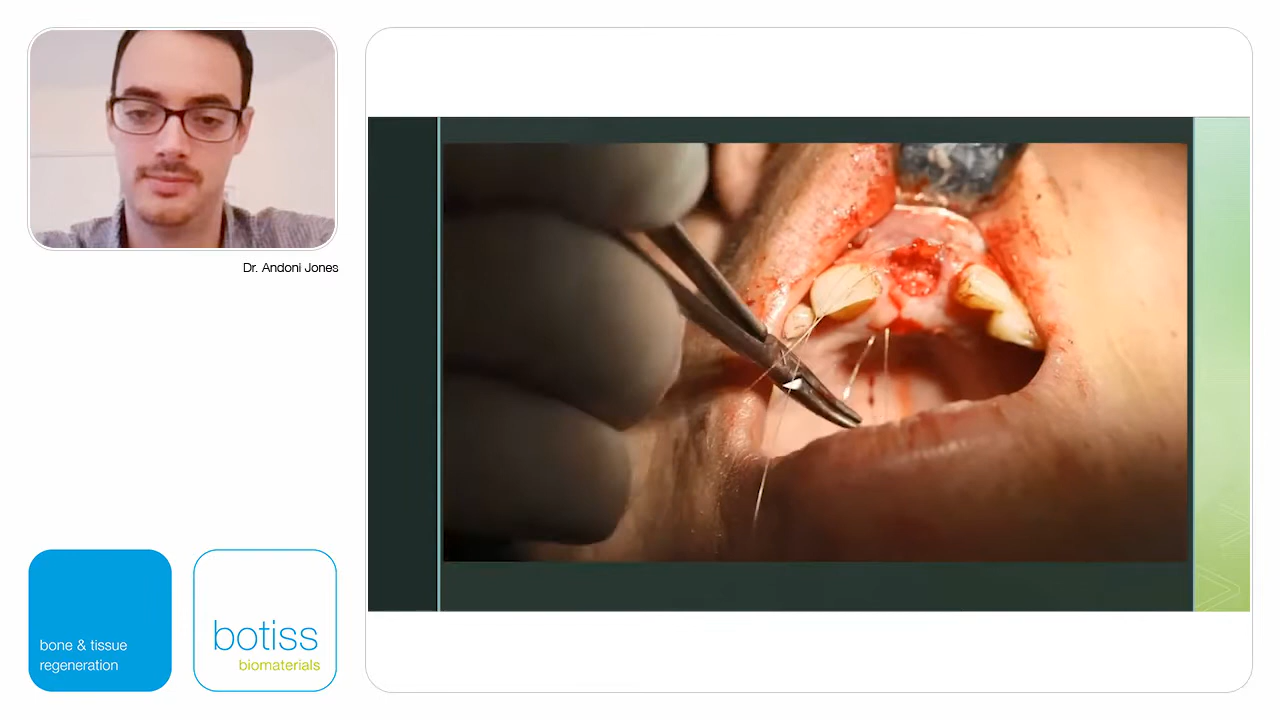 Dr. Andoni Jones
bone & tissue
regeneration
botiss
biomaterials